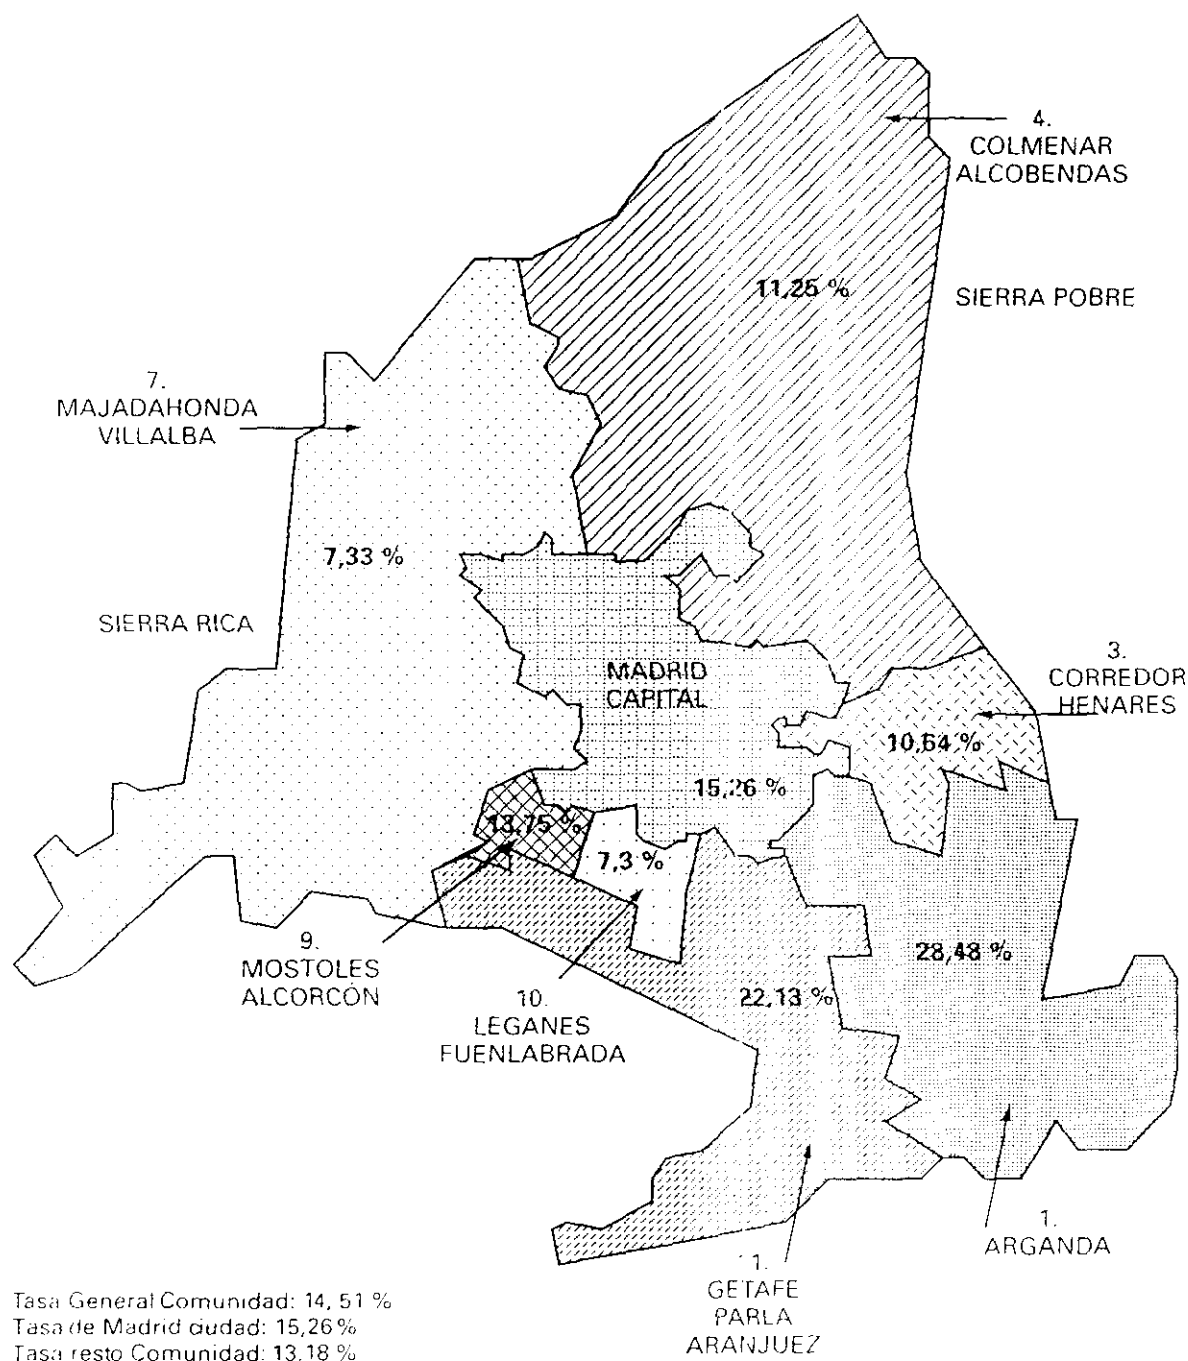 4.
COLMENAR
ALCOBENDAS
11,25 %
SIERRA POBRE
7.
MAJADAHONDA
VILLALBA
7,33 %
SIERRA RICA
MADRID
CAPITAL
3.
CORREDOR
HENARES
10,64 %
15,26 %
13,75 %
7,3 %
9.
MOSTOLES
ALCORCÓN
28,48 %
22,13 %
10.
LEGANES
FUENLABRADA
1.
ARGANDA
11.
GETAFE
PARLA
ARANJUEZ
Tasa General Comunidad: 14, 51 %
Tasa de Madrid ciudad: 15,26 %
Tasa resto Comunidad: 13,18 %